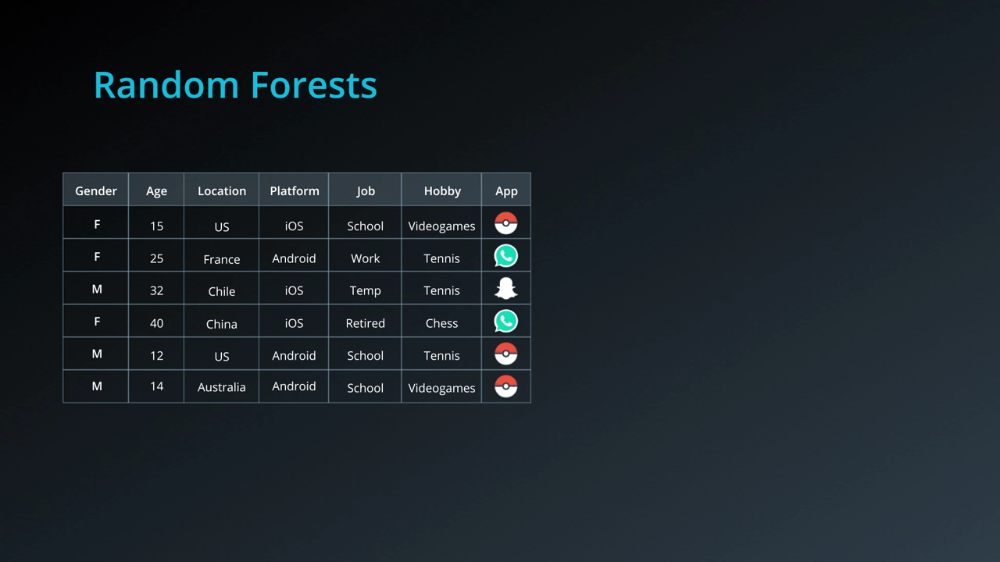 Random Forests
Gender Age Location Platform Job Hobby App
F 15 US iOS School Videogames
F 25 France Android Work Tennis
M 32 Chile iOS Temp Tennis
F 40 China iOS Retired Chess
M 12 US Android School Tennis
M 14 Australia Android School Videogames